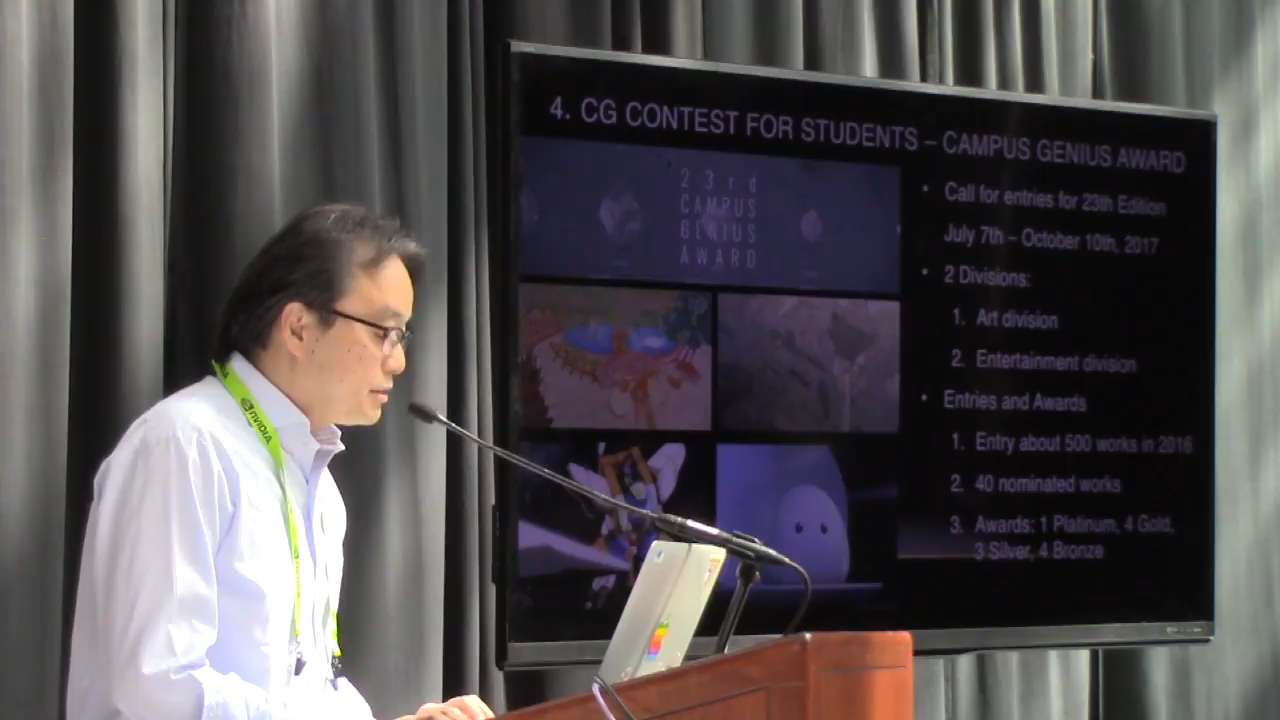 4. CG CONTEST FOR STUDENTS – CAMPUS GENIUS AWARD
23rd
CAMPUS
GENIUS
AWARD
• Call for entries for 23th Edition
July 7th – October 10th, 2017
• 2 Divisions:
1. Art division
2. Entertainment division
• Entries and Awards
1. Entry about 500 works in 2016
2. 40 nominated works
3. Awards: 1 Platinum, 4 Gold,
3 Silver, 4 Bronze
NVIDIA